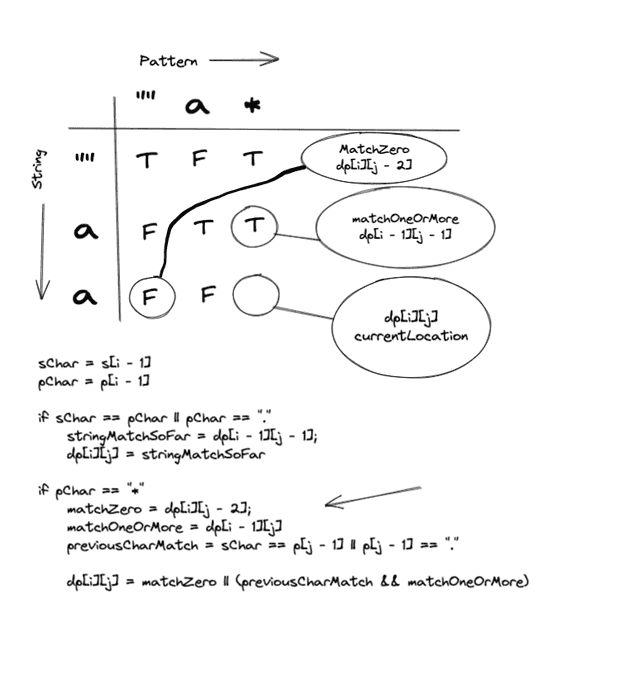 Pattern
"" a *
String
"" T F T
MatchZero
dp[i][j - 2]
a F T T
matchOneOrMore
dp[i - 1][j - 1]
a F F
dp[i][j]
currentLocation
sChar = s[i - 1]
pChar = p[i - 1]
if sChar == pChar || pChar == "."
stringMatchSoFar = dp[i - 1][j - 1];
dp[i][j] = stringMatchSoFar
if pChar == "*"
matchZero = dp[i][j - 2];
matchOneOrMore = dp[i - 1][j]
previousCharMatch = sChar == p[j - 1] || p[j - 1] == "."
dp[i][j] = matchZero || (previousCharMatch && matchOneOrMore)